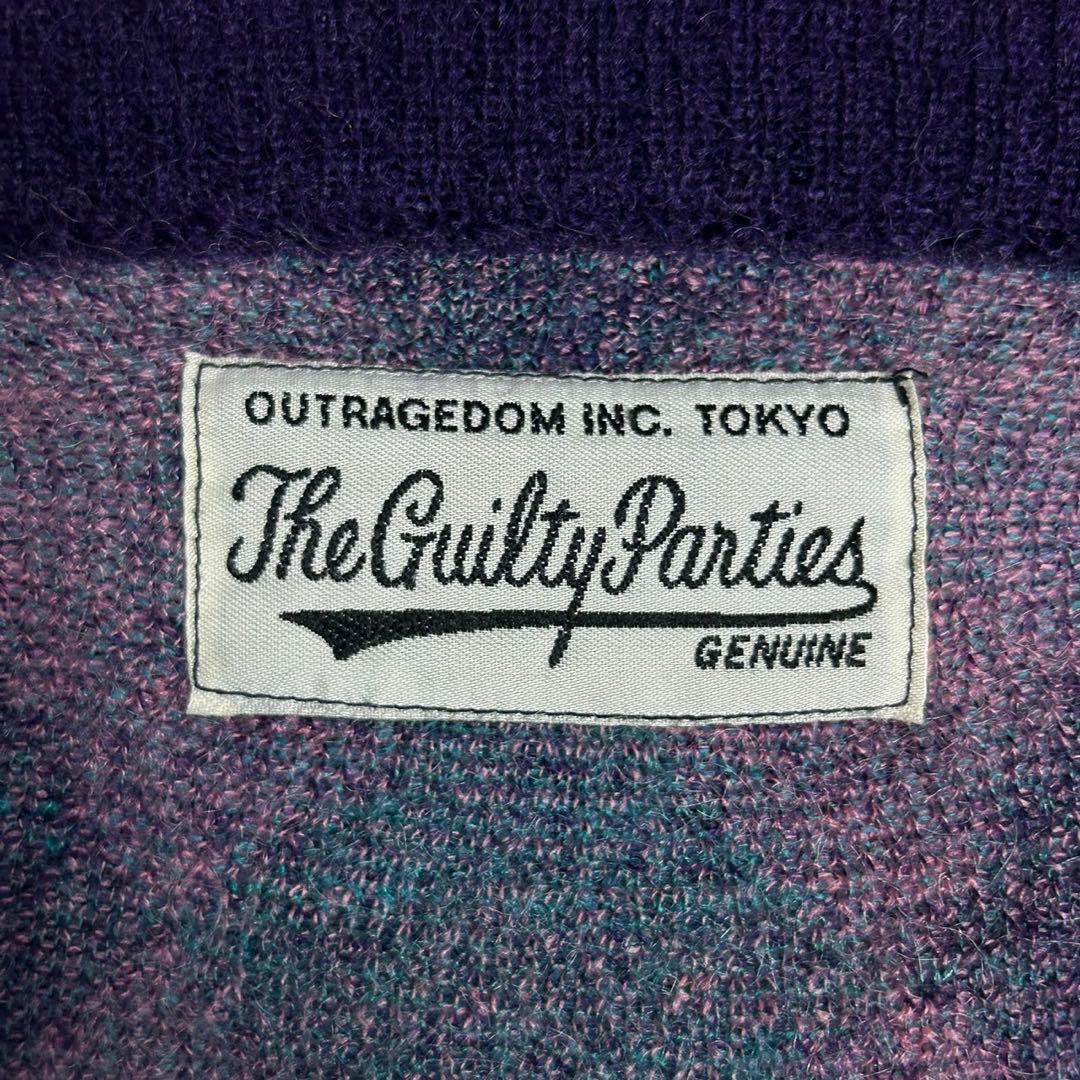 OUTRAGEDOM INC. TOKYO
The Guilty Parties
GENUINE